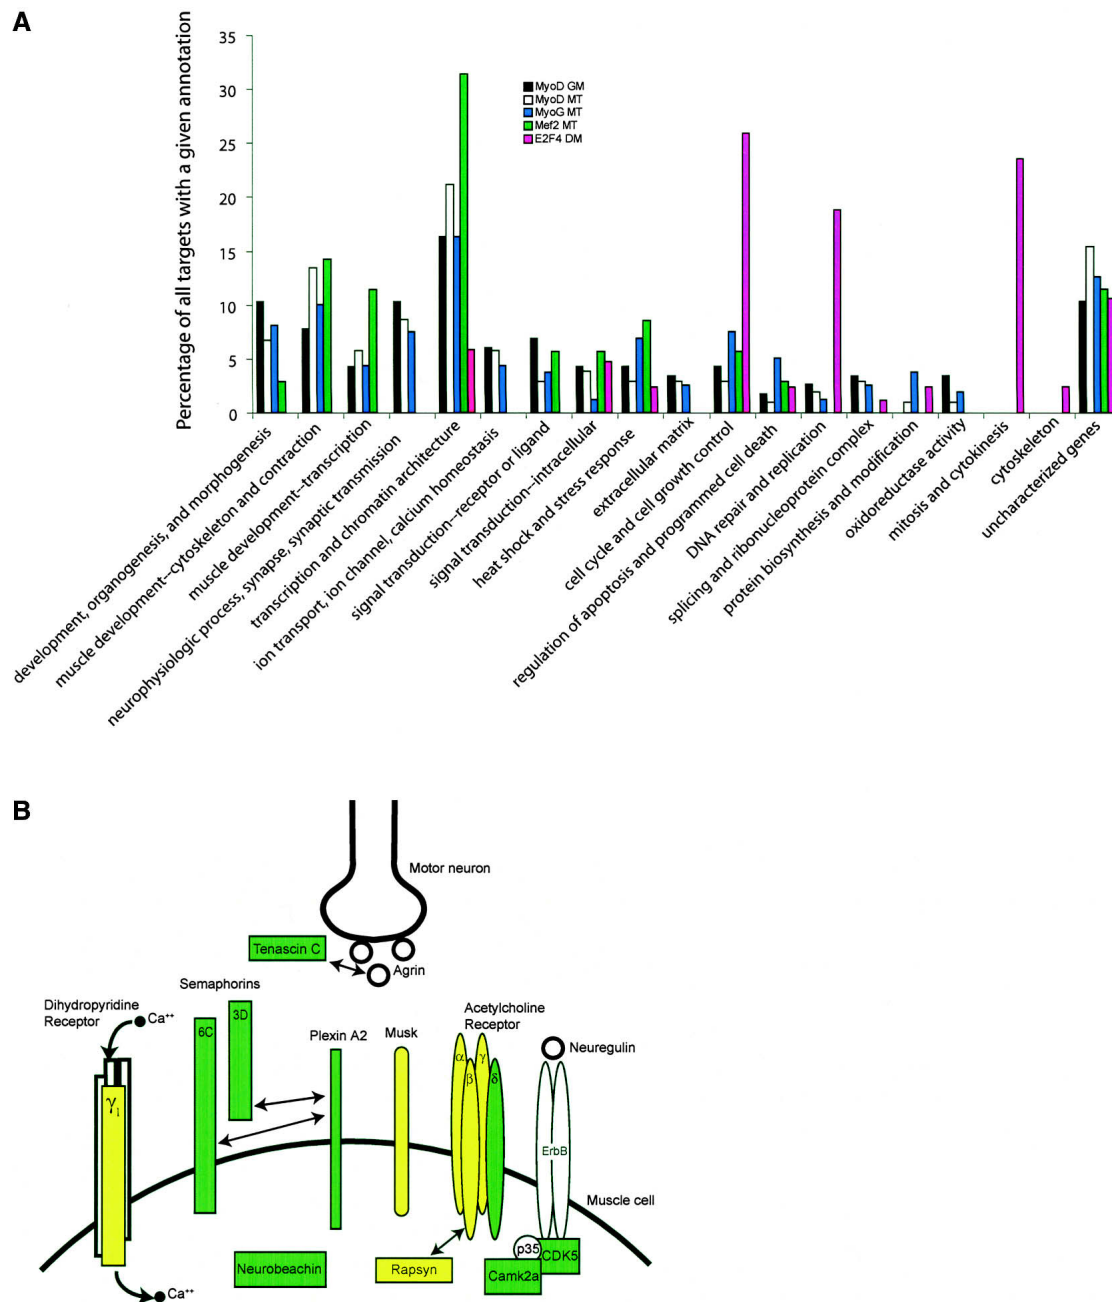 A
Percentage of all targets with a given annotation
35
30
25
20
15
10
5
0
MyoD GM
MyoD MT
MyoG MT
Mef2 MT
E2F4 DM
development, organogenesis, and morphogenesis
muscle development–cytoskeleton and contraction
muscle development–transcription
neurophysiologic process, synapse, synaptic transmission
transcription and chromatin architecture
ion transport, ion channel, calcium homeostasis
signal transduction–receptor or ligand
signal transduction–intracellular
heat shock and stress response
extracellular matrix
cell cycle and cell growth control
regulation of apoptosis and programmed cell death
DNA repair and replication
splicing and ribonucleoprotein complex
protein biosynthesis and modification
oxidoreductase activity
mitosis and cytokinesis
cytoskeleton
uncharacterized genes
B
Motor neuron
Tenascin C
Agrin
Semaphorins
Dihydropyridine
Receptor
Ca++
6C
3D
Plexin A2
Musk
Acetylcholine
Receptor
α
γ
β
δ
Neuregulin
γ1
ErbB
Muscle cell
p35
CDK5
Neurobeachin
Rapsyn
Camk2a
Ca++